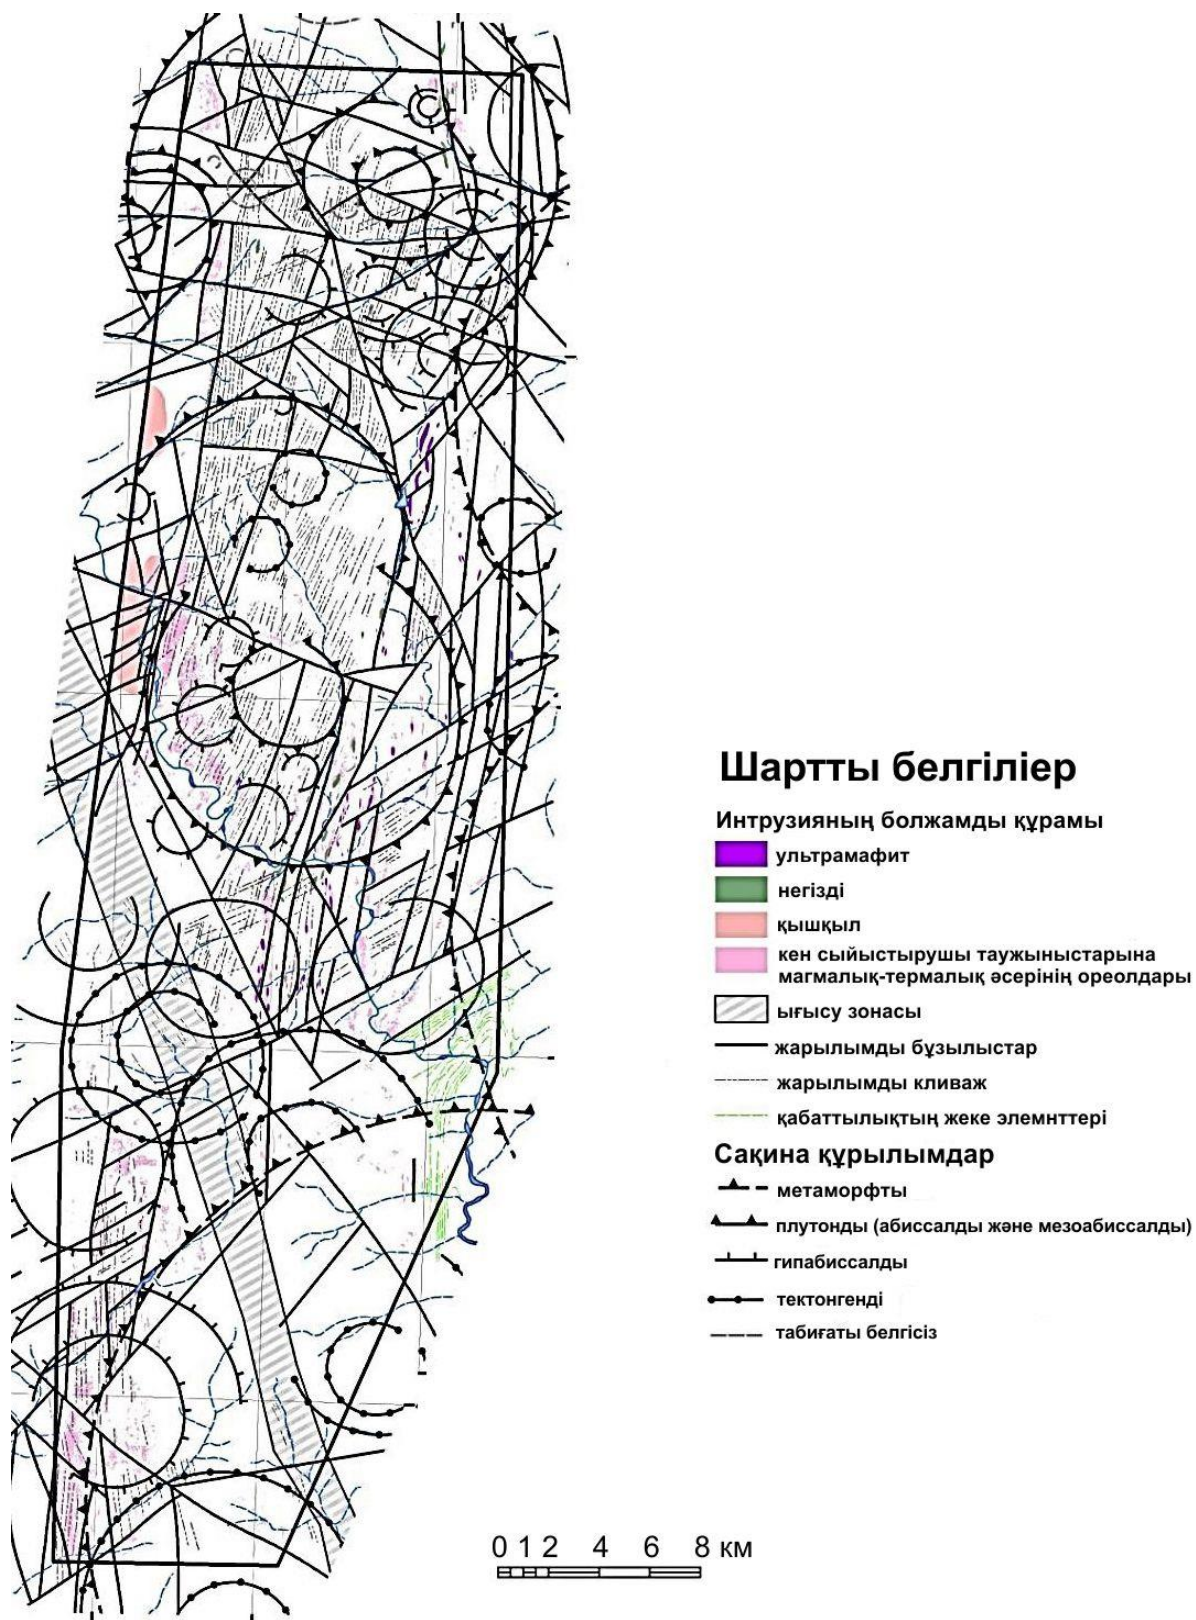 Шартты белгіліер
Интрузияның болжамды құрамы
ультрамафит
негізді
қышқыл
кен сыйыстырушы таужыныстарына
магмалық-термалық әсерінің ореолдары
ығысу зонасы
жарылымды бұзылыстар
жарылымды кливаж
қабаттылықтың жеке элемнттері
Сақина құрылымдар
метаморфты
плутонды (абиссалды және мезоабиссалды)
гипабиссалды
тектонгенді
табиғаты белгісіз
0 1 2 4 6 8 км